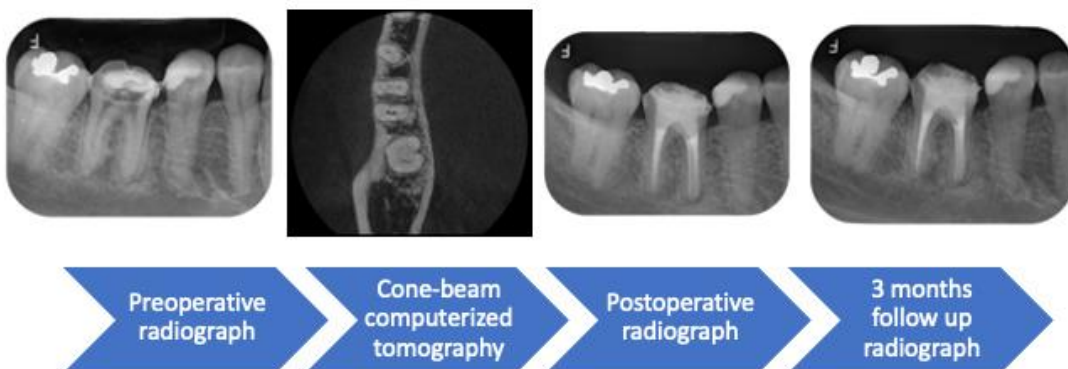 F
F
F
Preoperative
radiograph
Cone-beam
computerized
tomography
Postoperative
radiograph
3 months
follow up
radiograph